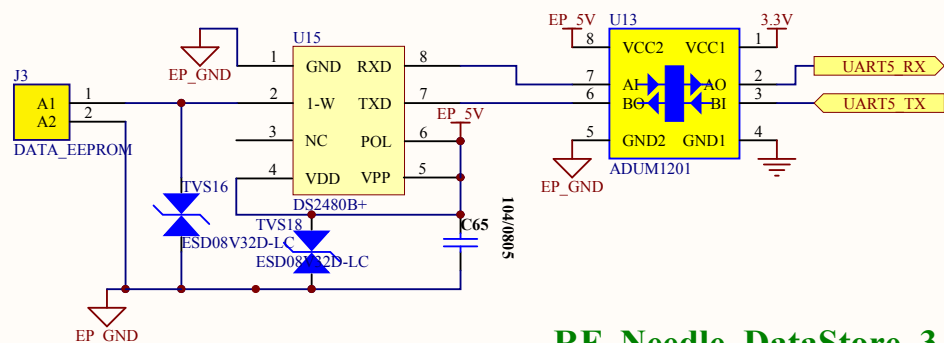 EP_5V U13 3.3V
8 VCC2 VCC1 1
U15
EP_GND
1 GND RXD 8
7 AI AO 2 UART5_RX
J3
A1 1
2 1-W TXD 7
6 BO BI 3 UART5_TX
A2 2
EP_5V
3 NC POL 6
5 GND2 GND1 4
DATA_EEPROM
ADUM1201
4 VDD VPP 5
EP_GND
TVS16
DS2480B+
TVS18
C65
104/0805
ESD08V32D-LC
ESD08V32D-LC
EP_GND
RF_Needle_DataStore_3